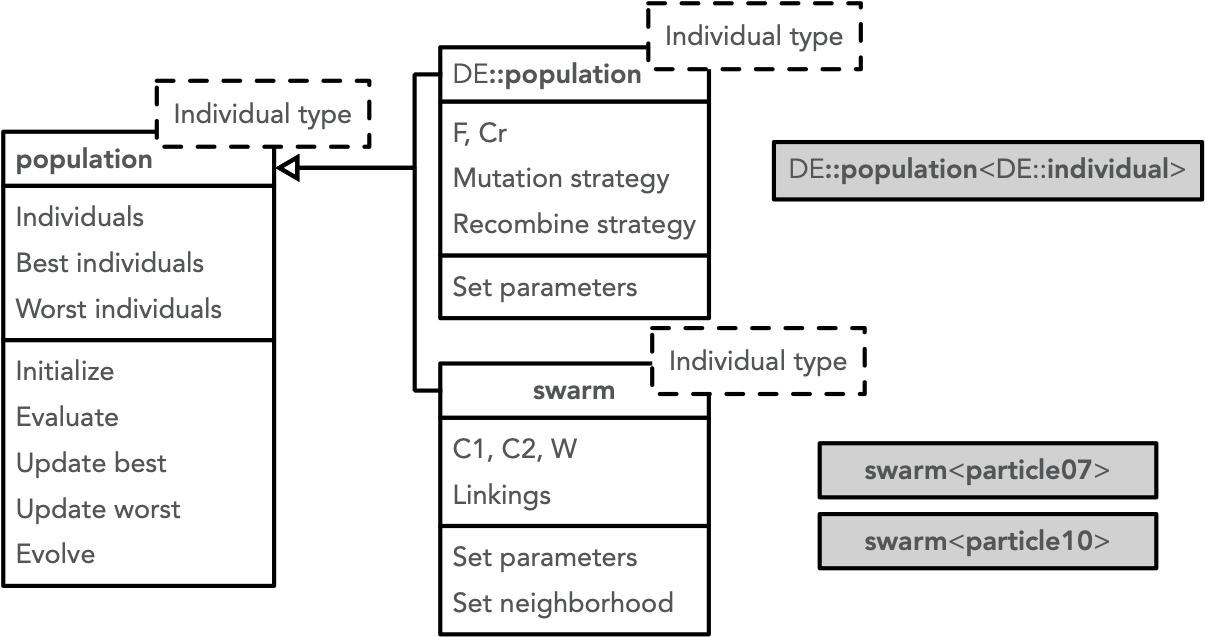 Individual type
population
Individuals
Best individuals
Worst individuals
Initialize
Evaluate
Update best
Update worst
Evolve
Individual type
DE::population
F, Cr
Mutation strategy
Recombine strategy
Set parameters
Individual type
swarm
C1, C2, W
Linkings
Set parameters
Set neighborhood
DE::population<DE::individual>
swarm<particle07>
swarm<particle10>